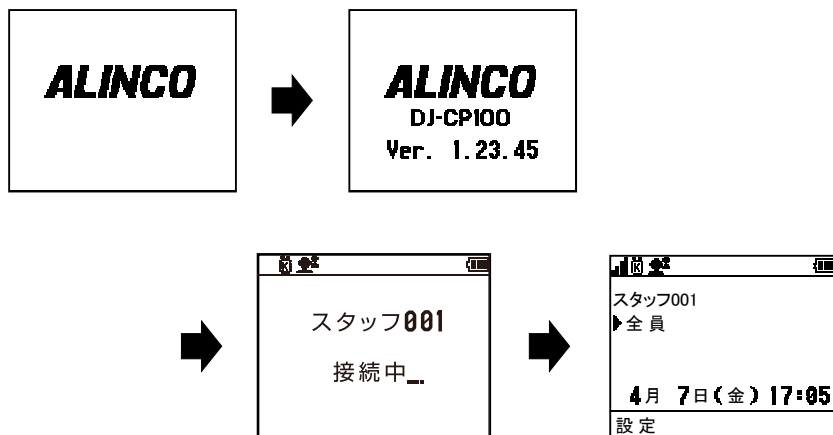 ALINCO
ALINCO
DJ-CP100
Ver. 1.23.45
スタッフ001
接続中...
スタッフ001
全員
4月 7日(金) 17:05
設定